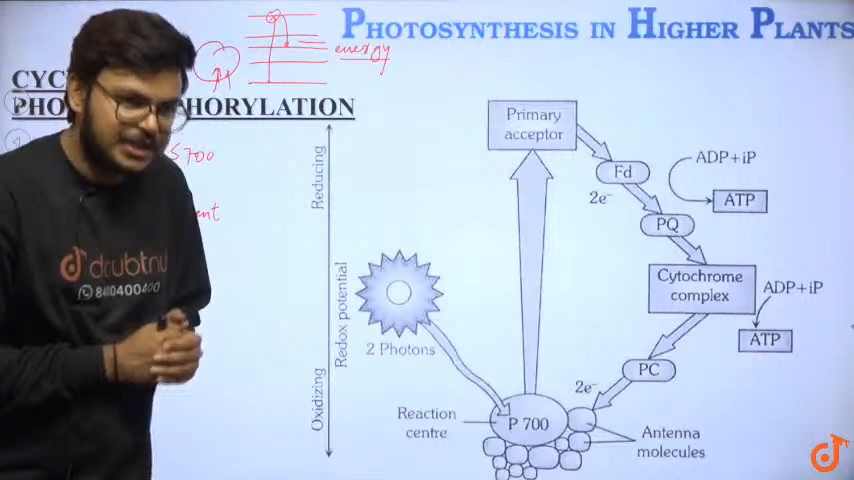 PHOTOSYNTHESIS IN HIGHER PLANTS
energy
CYC
PHO HORYLATION
700
Reducing
Redox potential
Oxidizing
Primary
acceptor
Fd
2e⁻
ADP+iP
ATP
PQ
Cytochrome
complex
ADP+iP
ATP
PC
2e⁻
2 Photons
Reaction
centre
P 700
Antenna
molecules
doubtnut
8400400400